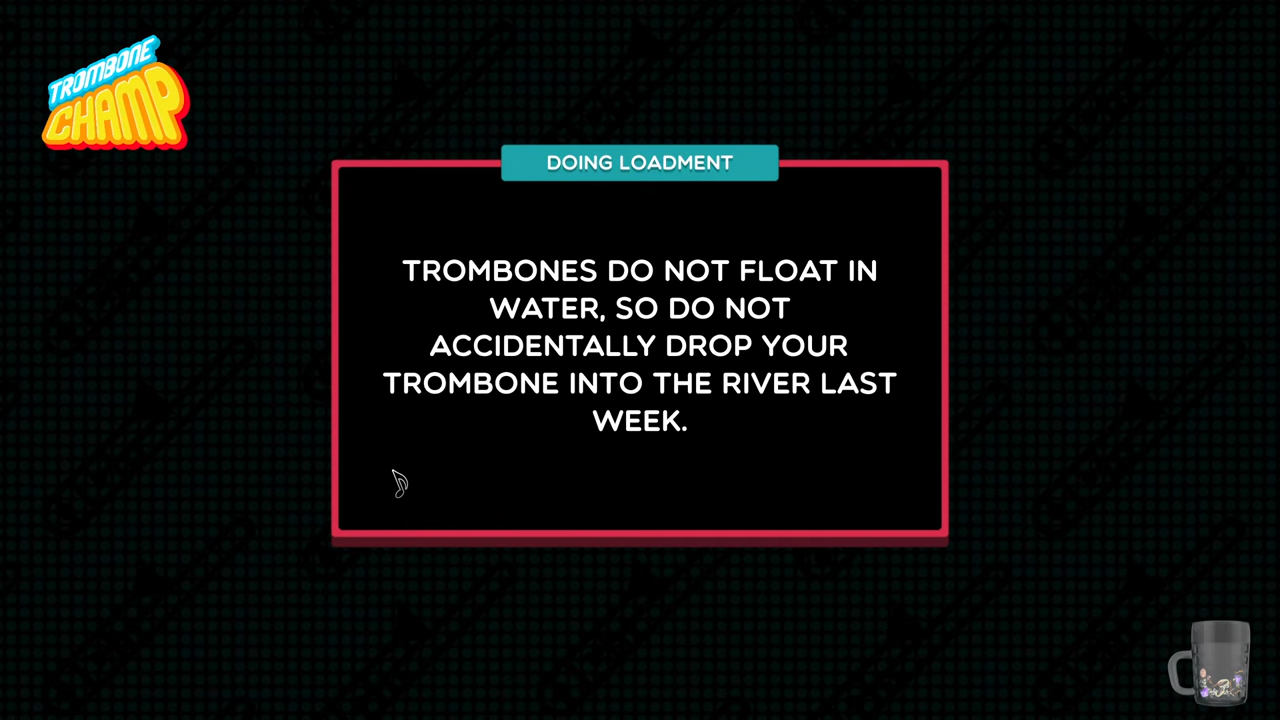 TROMBONE
CHAMP
DOING LOADMENT
TROMBONES DO NOT FLOAT IN
WATER, SO DO NOT
ACCIDENTALLY DROP YOUR
TROMBONE INTO THE RIVER LAST
WEEK.